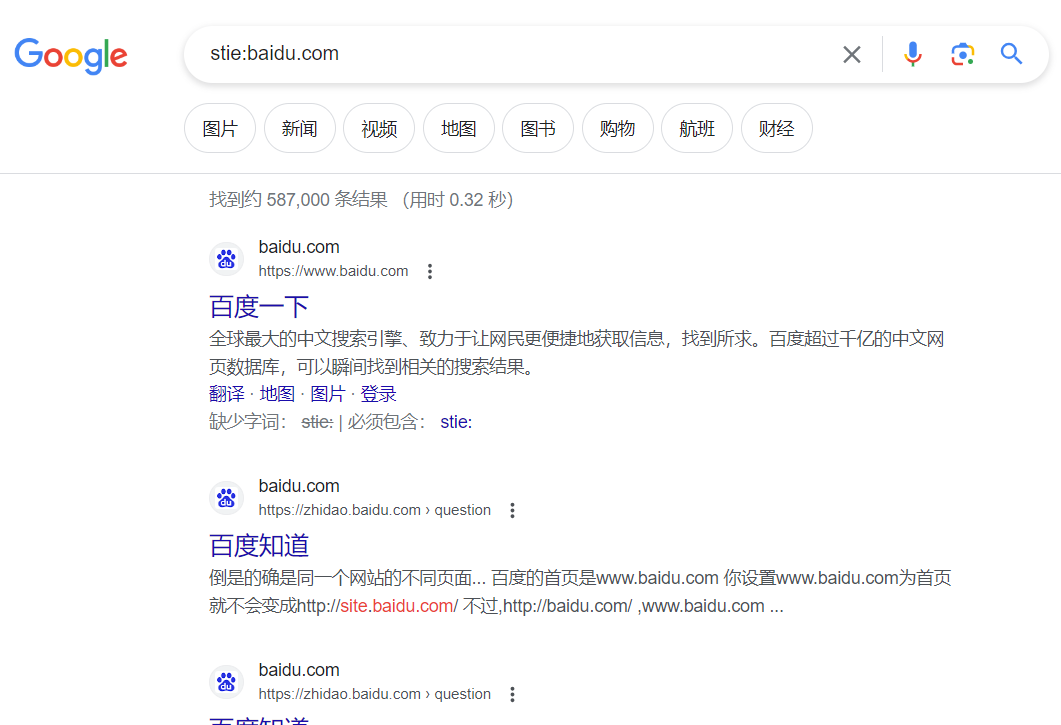 Google
stie:baidu.com
图片 新闻 视频 地图 图书 购物 航班 财经
找到约 587,000 条结果 （用时 0.32 秒）
baidu.com
https://www.baidu.com
百度一下
全球最大的中文搜索引擎、致力于让网民更便捷地获取信息，找到所求。百度超过千亿的中文网
页数据库，可以瞬间找到相关的搜索结果。
翻译 · 地图 · 图片 · 登录
缺少字词： stie: | 必须包含： stie:
baidu.com
https://zhidao.baidu.com › question
百度知道
倒是的确是同一个网站的不同页面... 百度的首页是www.baidu.com 你设置www.baidu.com为首页
就不会变成http://site.baidu.com/ 不过,http://baidu.com/ ,www.baidu.com ...
baidu.com
https://zhidao.baidu.com › question
百度知道